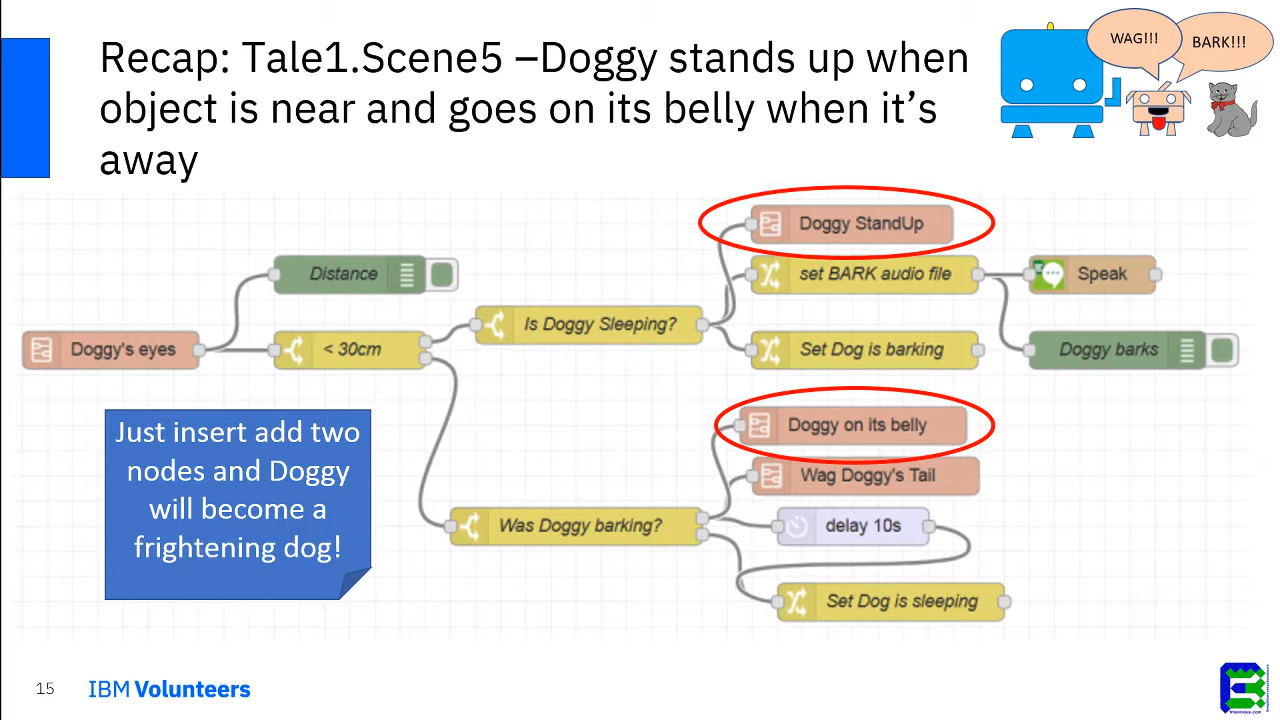 Recap: Tale1.Scene5 –Doggy stands up when
object is near and goes on its belly when it's
away
WAG!!!
BARK!!!
Doggy StandUp
Distance
set BARK audio file
Speak
Is Doggy Sleeping?
Doggy's eyes
< 30cm
Set Dog is barking
Doggy barks
Just insert add two
nodes and Doggy
will become a
frightening dog!
Doggy on its belly
Wag Doggy's Tail
Was Doggy barking?
delay 10s
Set Dog is sleeping
15
IBM Volunteers